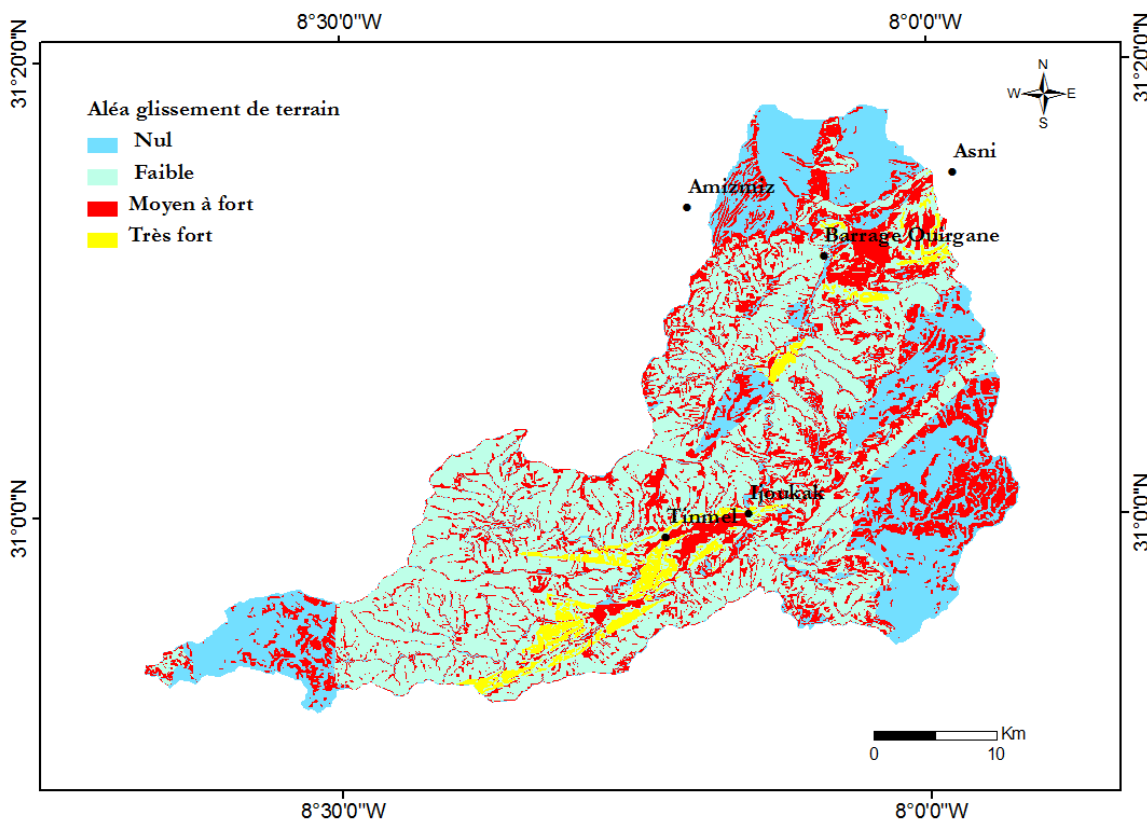 8°30'0"W
8°0'0"W
31°20'0"N
31°20'0"N
N
W
E
S
Aléa glissement de terrain
Nul
Faible
Moyen à fort
Très fort
Asni
Amizmiz
Barrage Ouirgane
Ijoukak
Tinmel
31°0'0"N
31°0'0"N
Km
0
10
8°30'0"W
8°0'0"W